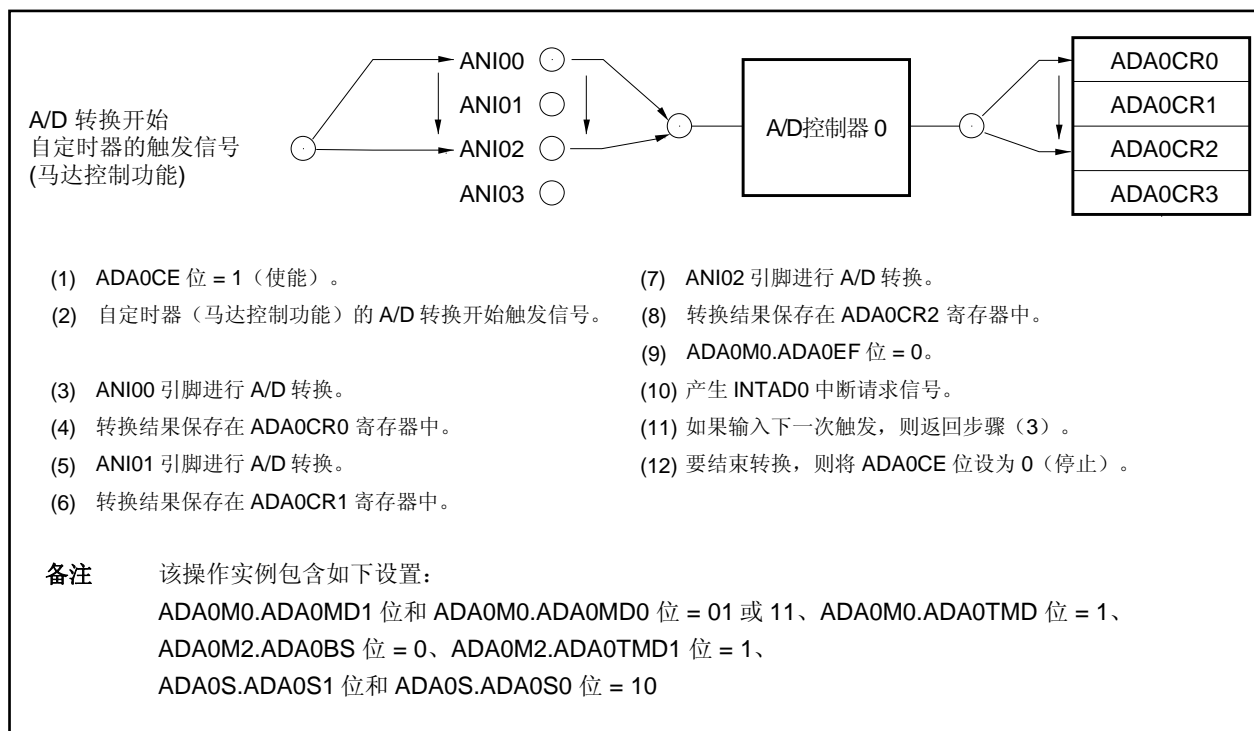 A/D 转换开始
自定时器的触发信号
(马达控制功能)
ANI00
ANI01
ANI02
ANI03
A/D控制器 0
ADA0CR0
ADA0CR1
ADA0CR2
ADA0CR3
(1) ADA0CE 位 = 1（使能）。
(2) 自定时器（马达控制功能）的 A/D 转换开始触发信号。
(3) ANI00 引脚进行 A/D 转换。
(4) 转换结果保存在 ADA0CR0 寄存器中。
(5) ANI01 引脚进行 A/D 转换。
(6) 转换结果保存在 ADA0CR1 寄存器中。
(7) ANI02 引脚进行 A/D 转换。
(8) 转换结果保存在 ADA0CR2 寄存器中。
(9) ADA0M0.ADA0EF 位 = 0。
(10) 产生 INTAD0 中断请求信号。
(11) 如果输入下一次触发，则返回步骤（3）。
(12) 要结束转换，则将 ADA0CE 位设为 0（停止）。
备注 该操作实例包含如下设置：
ADA0M0.ADA0MD1 位和 ADA0M0.ADA0MD0 位 = 01 或 11、ADA0M0.ADA0TMD 位 = 1、
ADA0M2.ADA0BS 位 = 0、ADA0M2.ADA0TMD1 位 = 1、
ADA0S.ADA0S1 位和 ADA0S.ADA0S0 位 = 10